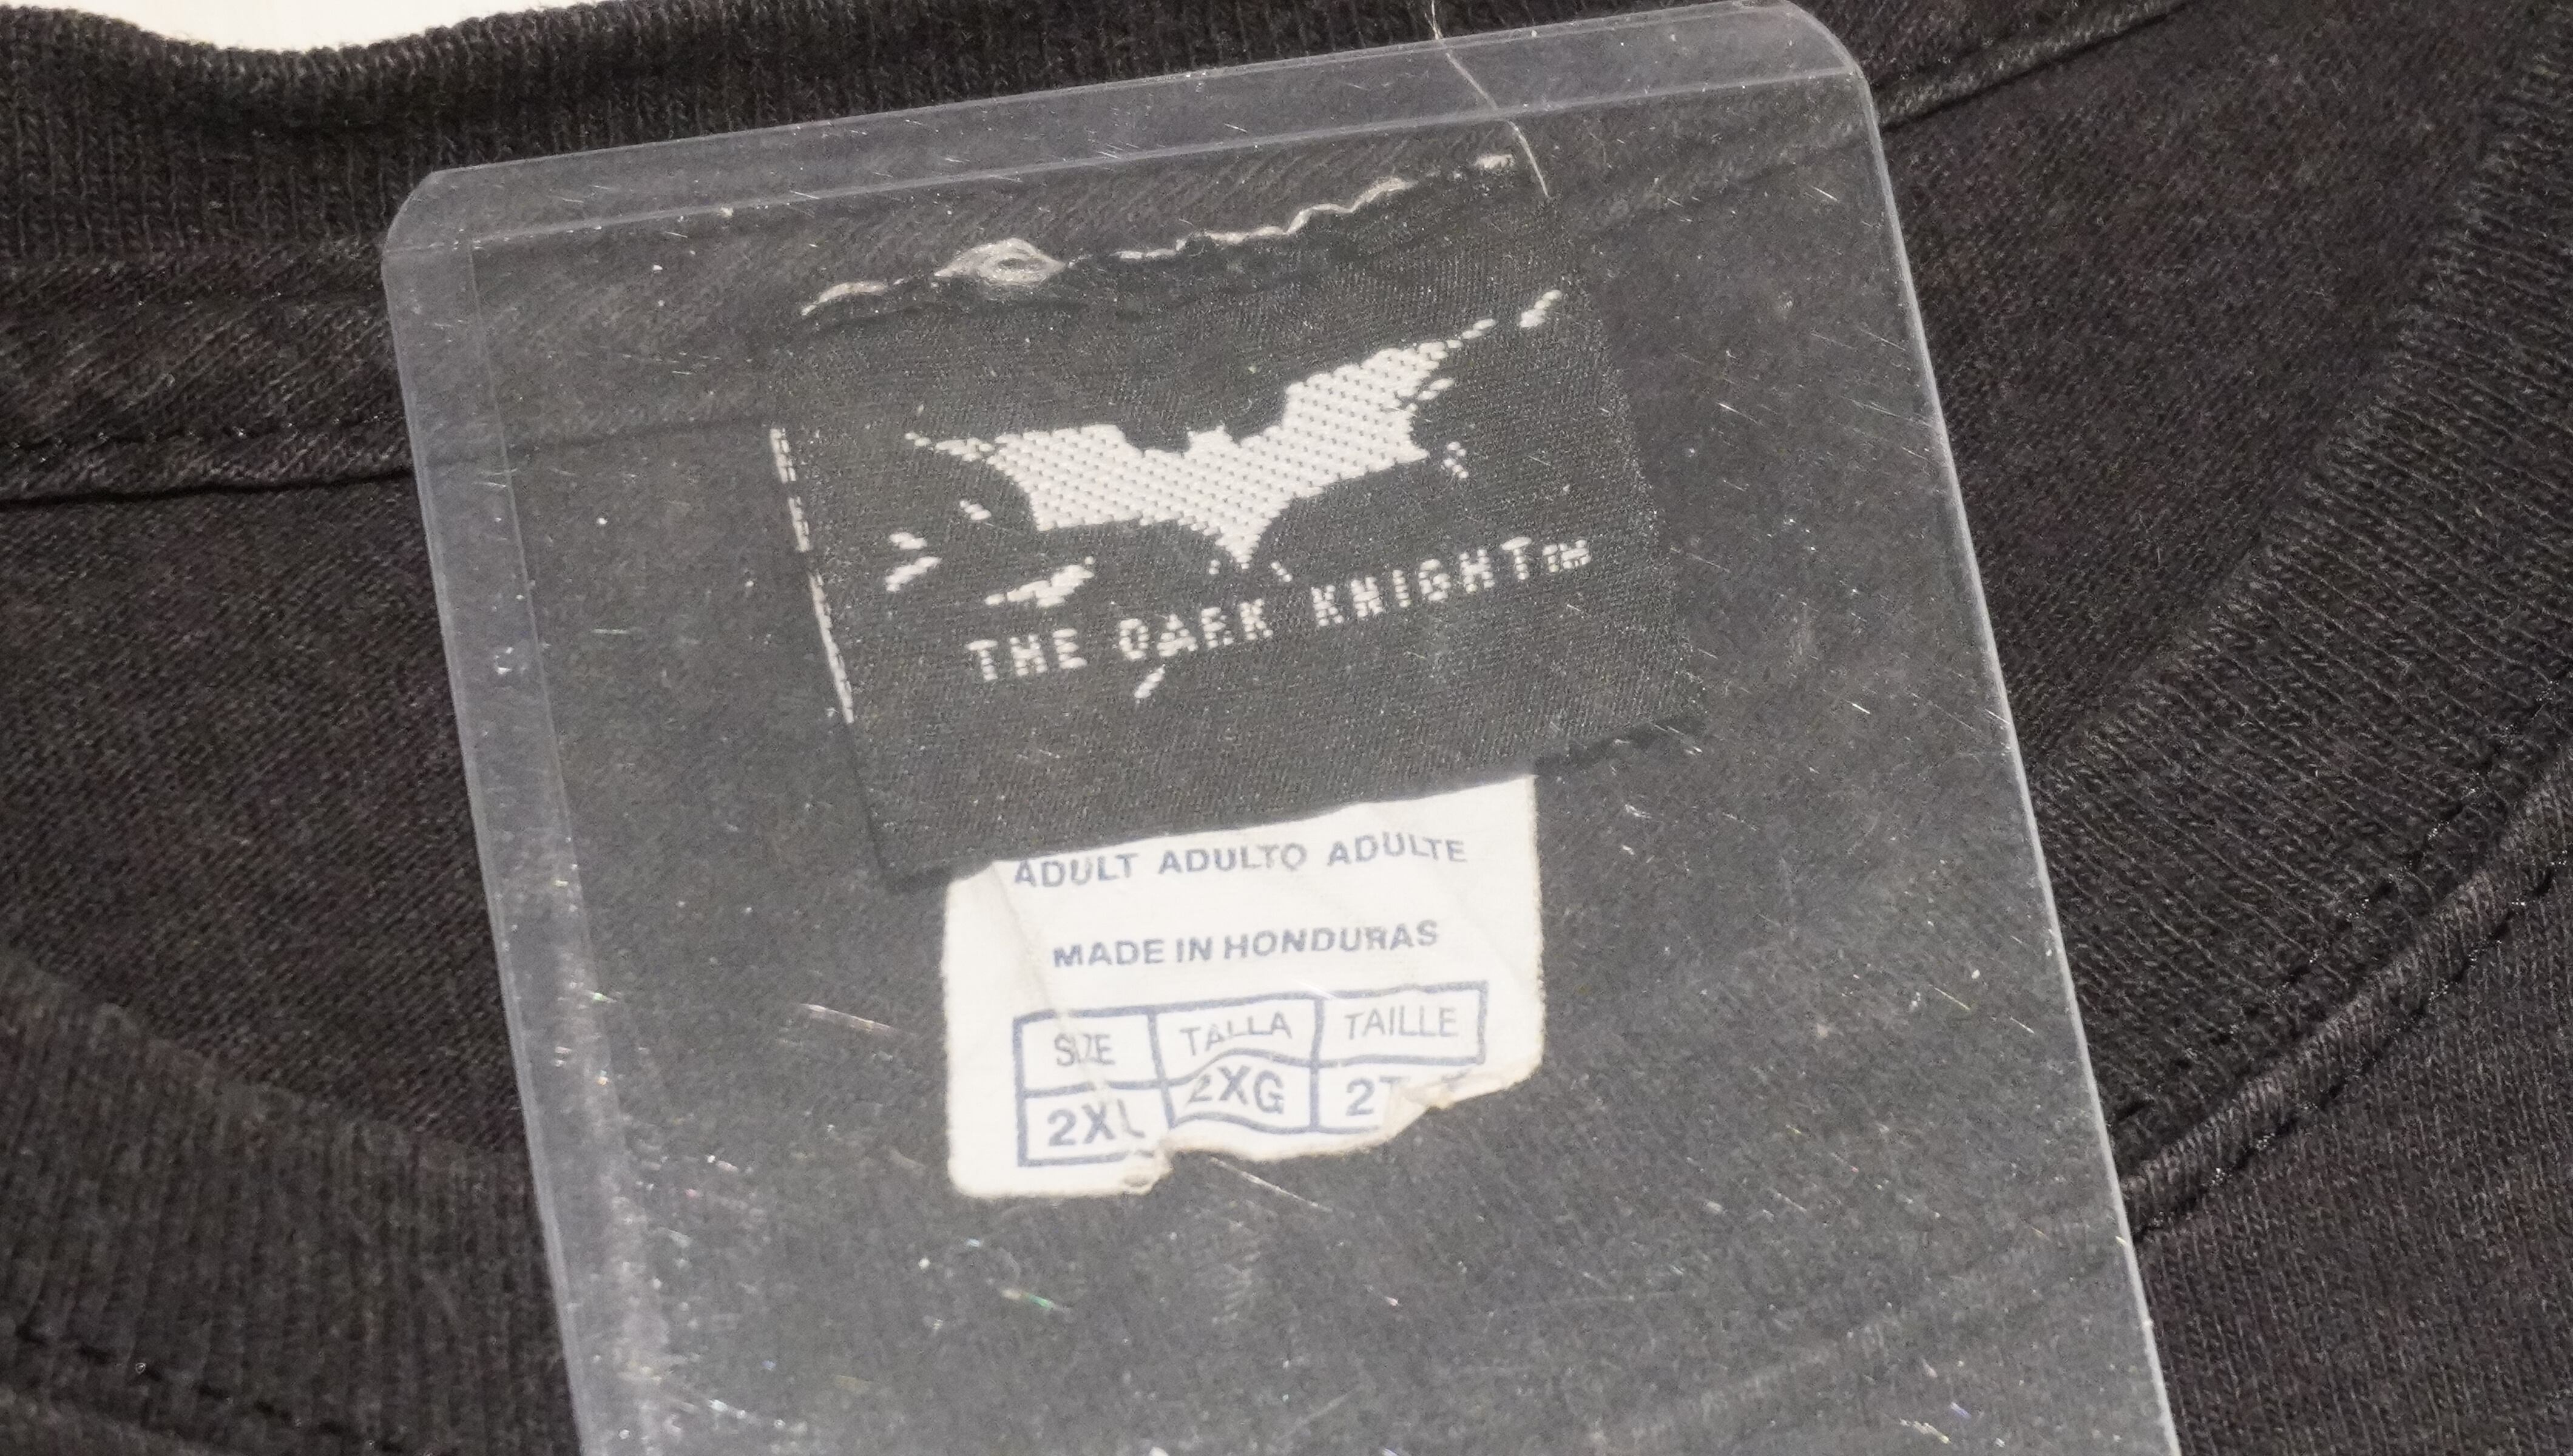 THE DARK KNIGHT™
ADULT ADULTO ADULTE
MADE IN HONDURAS
SIZE TALLA TAILLE
2XL 2XG